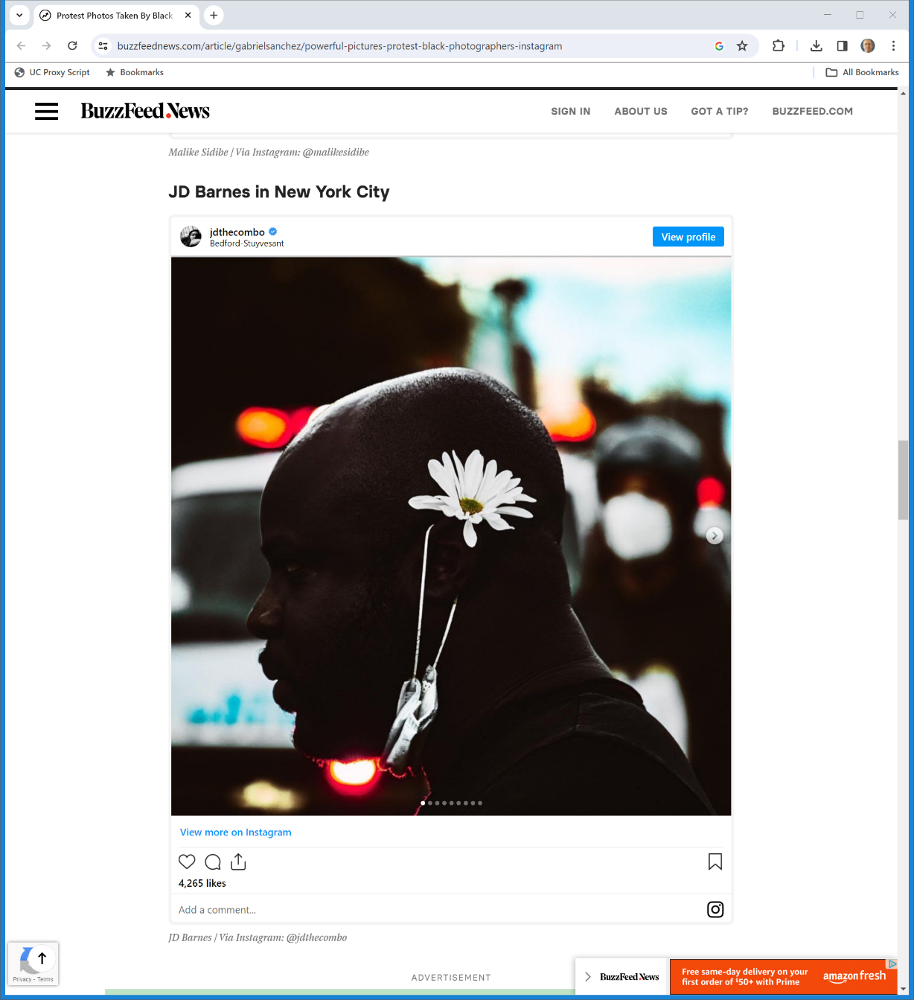 Protest Photos Taken By Black
buzzfeednews.com/article/gabrielsanchez/powerful-pictures-protest-black-photographers-instagram
UC Proxy Script
Bookmarks
All Bookmarks
BuzzFeed News
SIGN IN
ABOUT US
GOT A TIP?
BUZZFEED.COM
Malike Sidibe / Via Instagram: @malikesidibe
JD Barnes in New York City
jdthecombo
Bedford-Stuyvesant
View profile
View more on Instagram
4,265 likes
Add a comment...
JD Barnes / Via Instagram: @jdthecombo
Privacy - Terms
ADVERTISEMENT
BuzzFeed News
Free same-day delivery on your
first order of $50+ with Prime
amazon fresh